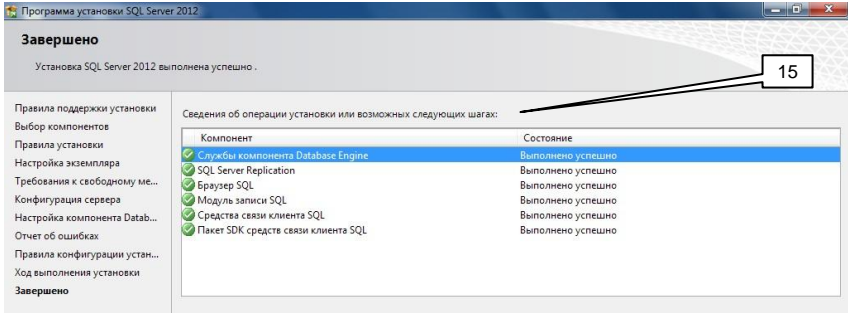 Программа установки SQL Server 2012
Завершено
Установка SQL Server 2012 выполнена успешно .
15
Правила поддержки установки
Выбор компонентов
Правила установки
Настройка экземпляра
Требования к свободному ме...
Конфигурация сервера
Настройка компонента Datab...
Отчет об ошибках
Правила конфигурации устан...
Ход выполнения установки
Завершено
Сведения об операции установки или возможных следующих шагах:
Компонент Состояние
Службы компонента Database Engine Выполнено успешно
SQL Server Replication Выполнено успешно
Браузер SQL Выполнено успешно
Модуль записи SQL Выполнено успешно
Средства связи клиента SQL Выполнено успешно
Пакет SDK средств связи клиента SQL Выполнено успешно